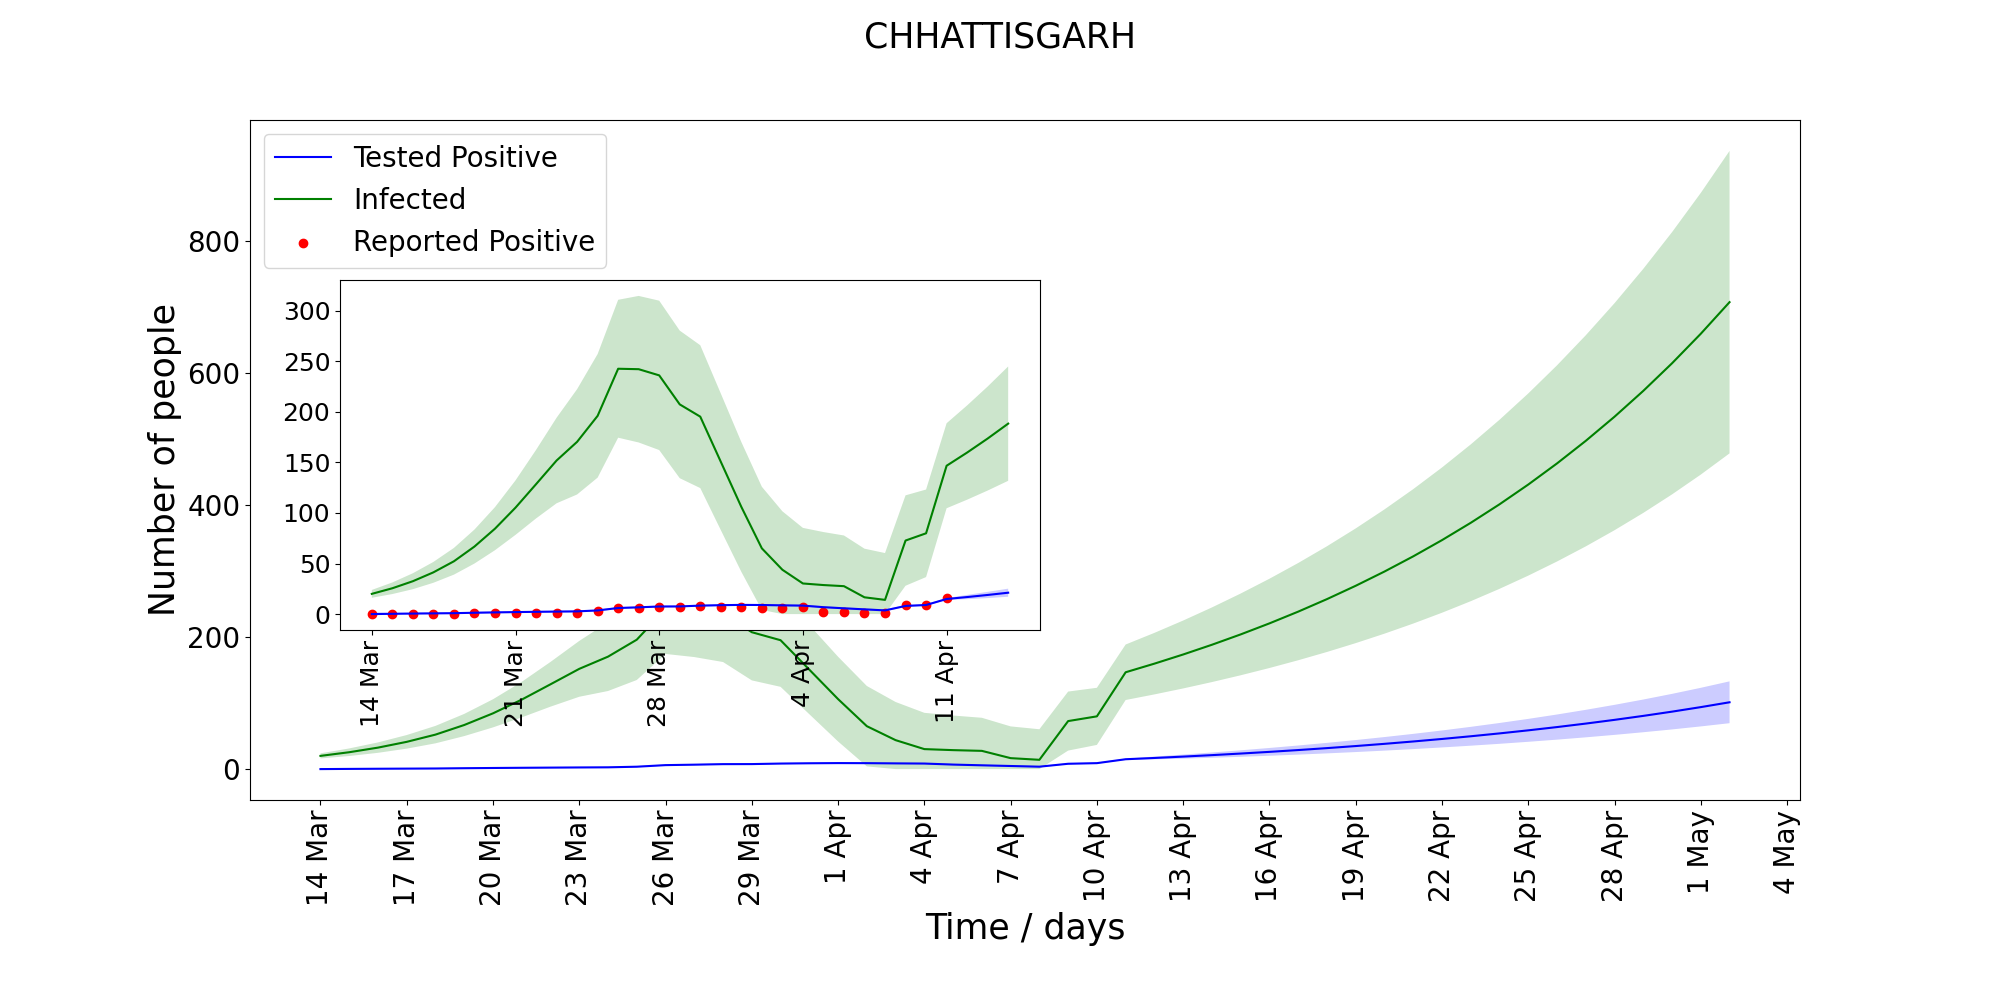 CHHATTISGARH
Tested Positive
Infected
Reported Positive
Number of people
800
600
400
200
0
300
250
200
150
100
50
0
14 Mar
21 Mar
28 Mar
4 Apr
11 Apr
14 Mar
17 Mar
20 Mar
23 Mar
26 Mar
29 Mar
1 Apr
4 Apr
7 Apr
10 Apr
13 Apr
16 Apr
19 Apr
22 Apr
25 Apr
28 Apr
1 May
4 May
Time / days